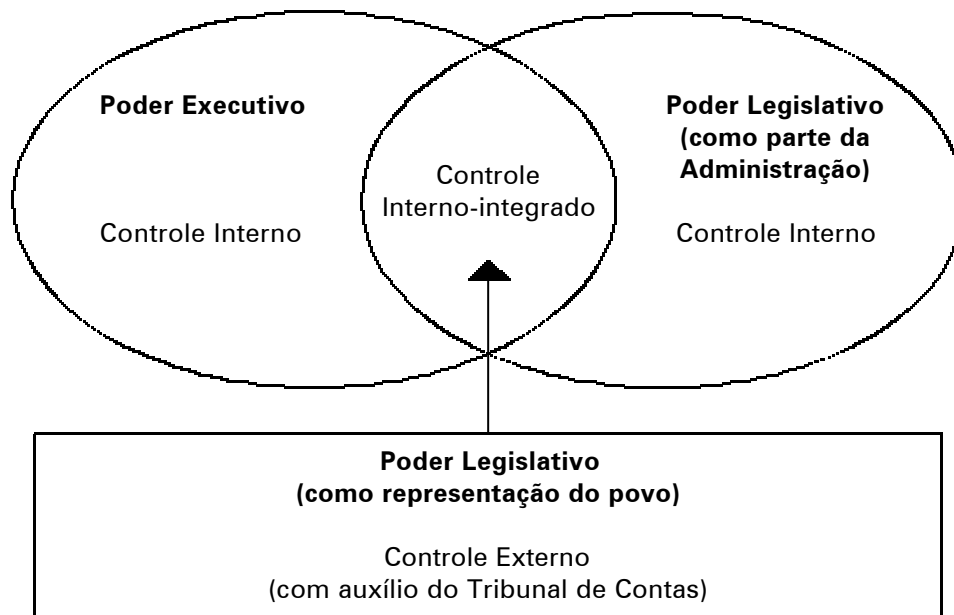 Poder Executivo
Controle Interno
Controle
Interno-integrado
Poder Legislativo
(como parte da
Administração)
Controle Interno
Poder Legislativo
(como representação do povo)
Controle Externo
(com auxílio do Tribunal de Contas)